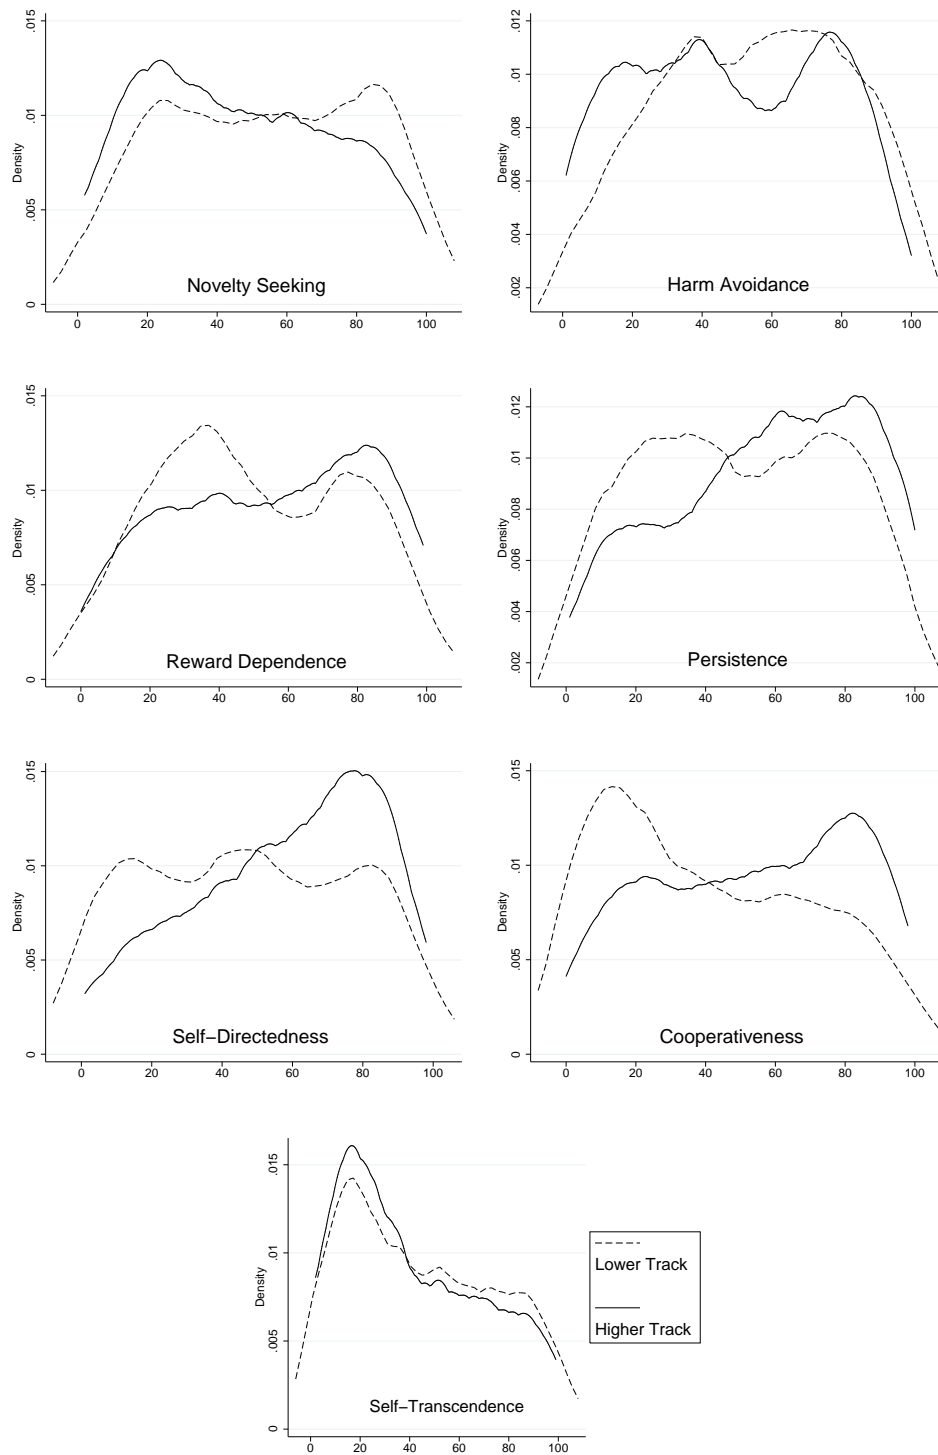 Density
0
.005
.01
.015
0 20 40 60 80 100
Novelty Seeking
Density
.002
.004
.006
.008
.01
.012
0 20 40 60 80 100
Harm Avoidance
Density
0
.005
.01
.015
0 20 40 60 80 100
Reward Dependence
Density
.002
.004
.006
.008
.01
.012
0 20 40 60 80 100
Persistence
Density
0
.005
.01
.015
0 20 40 60 80 100
Self−Directedness
Density
0
.005
.01
.015
0 20 40 60 80 100
Cooperativeness
Density
0
.005
.01
.015
0 20 40 60 80 100
Self−Transcendence
Lower Track
Higher Track